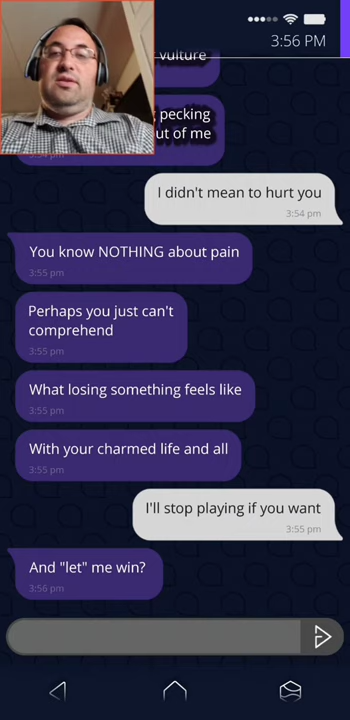 3:56 PM
vulture
pecking
ut of me
3:54 pm
I didn't mean to hurt you
3:54 pm
You know NOTHING about pain
3:55 pm
Perhaps you just can't
comprehend
3:55 pm
What losing something feels like
3:55 pm
With your charmed life and all
3:55 pm
I'll stop playing if you want
3:55 pm
And "let" me win?
3:56 pm